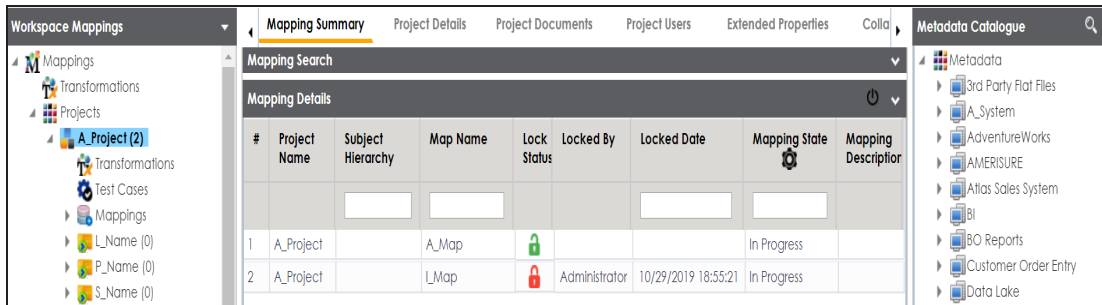 Workspace Mappings
Mappings
Transformations
Projects
A_Project (2)
Transformations
Test Cases
Mappings
L_Name (0)
P_Name (0)
S_Name (0)
Mapping Summary Project Details Project Documents Project Users Extended Properties Colla
Mapping Search
Mapping Details
# Project Name Subject Hierarchy Map Name Lock Status Locked By Locked Date Mapping State Mapping Description
1 A_Project A_Map In Progress
2 A_Project I_Map Administrator 10/29/2019 18:55:21 In Progress
Metadata Catalogue
Metadata
3rd Party Flat Files
A_System
AdventureWorks
AMERISURE
Atlas Sales System
BI
BO Reports
Customer Order Entry
Data Lake